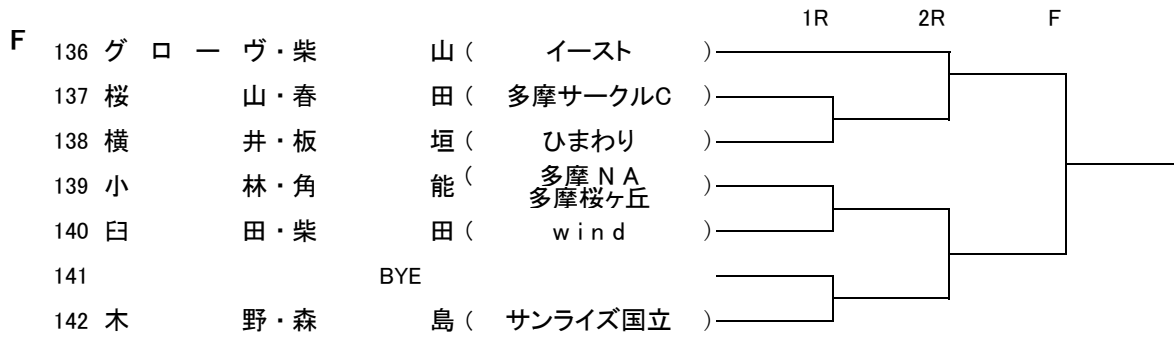 1R 2R F
F
136 グローヴ・柴山（ イースト ）
137 桜山・春田（ 多摩サークルC ）
138 横井・板垣（ ひまわり ）
139 小林・角能（ 多摩NA
多摩桜ヶ丘 ）
140 臼田・柴田（ wind ）
141 BYE
142 木野・森島（ サンライズ国立 ）